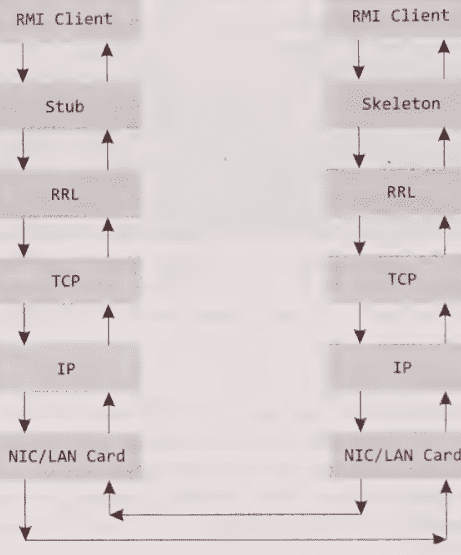 RMI Client
Stub
RRL
TCP
IP
NIC/LAN Card
RMI Client
Skeleton
RRL
TCP
IP
NIC/LAN Card